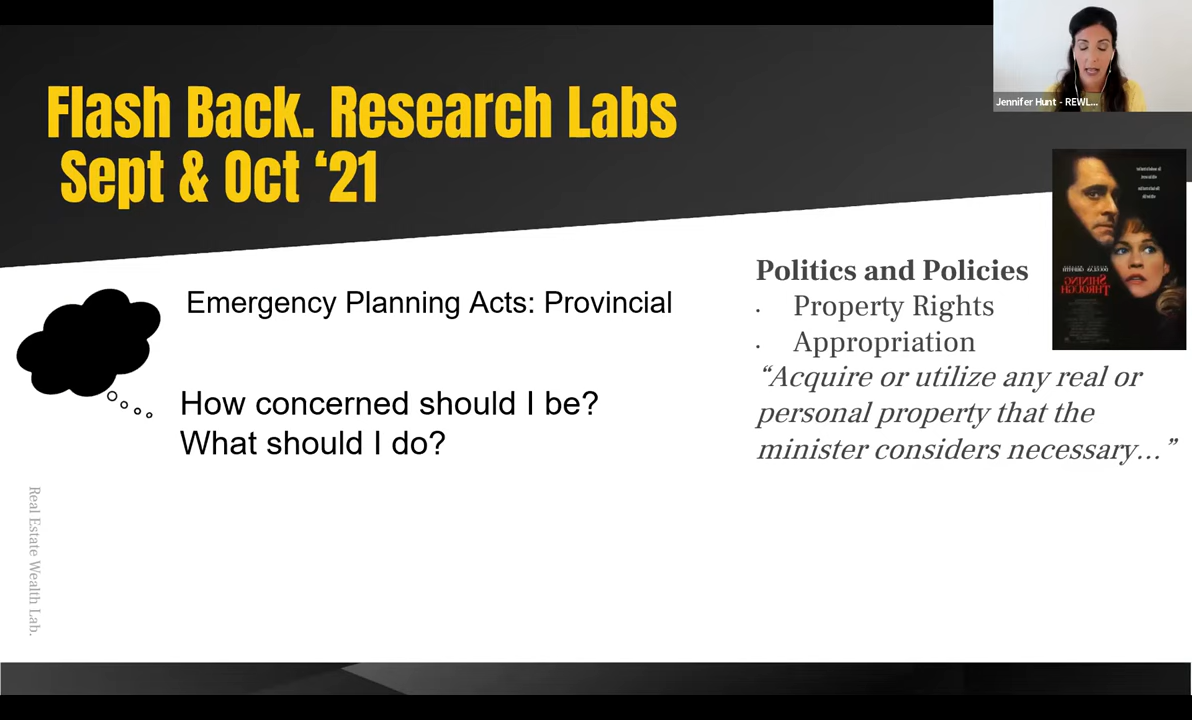 Jennifer Hunt - REWL...
Flash Back. Research Labs
Sept & Oct ‘21
Emergency Planning Acts: Provincial
How concerned should I be?
What should I do?
Politics and Policies
· Property Rights
· Appropriation
“Acquire or utilize any real or
personal property that the
minister considers necessary…”
SHINING
THROUGH
Real Estate Wealth Lab.